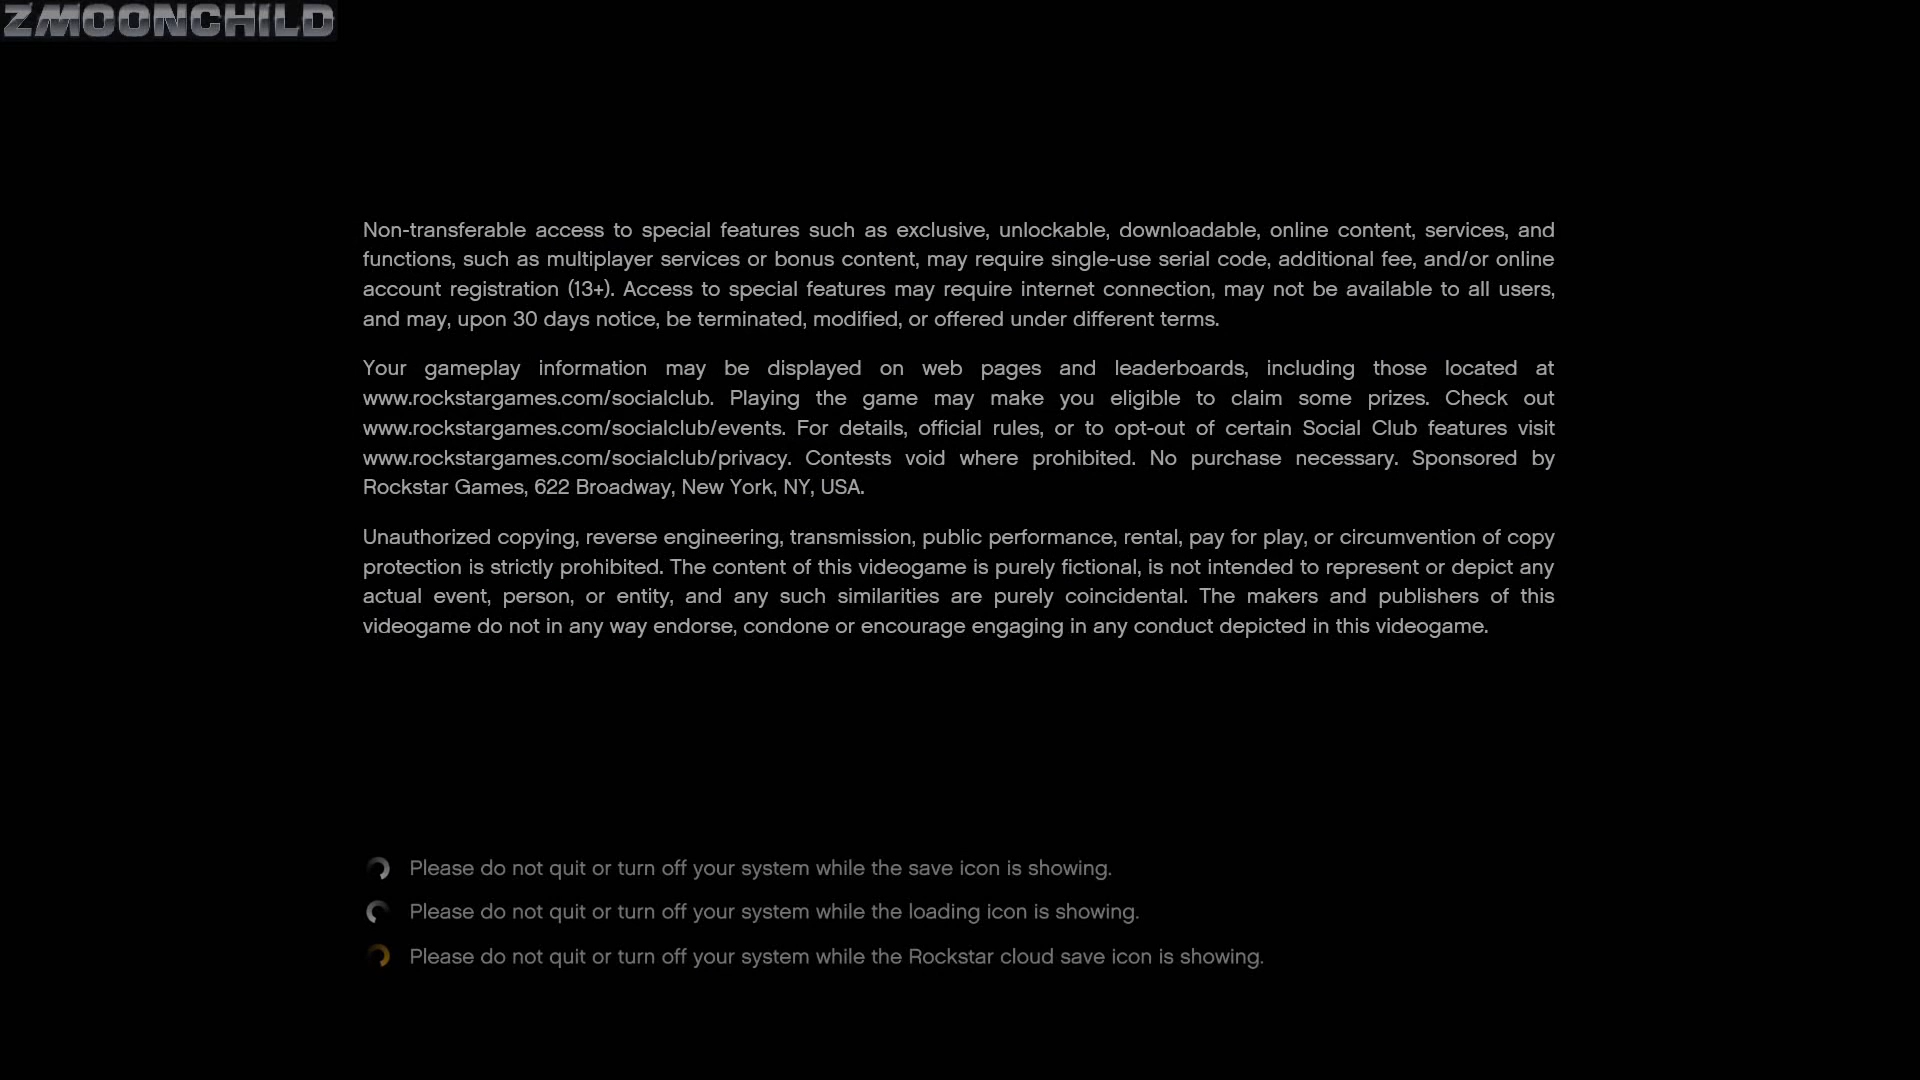 ZMOONCHILD
Non-transferable access to special features such as exclusive, unlockable, downloadable, online content, services, and
functions, such as multiplayer services or bonus content, may require single-use serial code, additional fee, and/or online
account registration (13+). Access to special features may require internet connection, may not be available to all users,
and may, upon 30 days notice, be terminated, modified, or offered under different terms.
Your gameplay information may be displayed on web pages and leaderboards, including those located at
www.rockstargames.com/socialclub. Playing the game may make you eligible to claim some prizes. Check out
www.rockstargames.com/socialclub/events. For details, official rules, or to opt-out of certain Social Club features visit
www.rockstargames.com/socialclub/privacy. Contests void where prohibited. No purchase necessary. Sponsored by
Rockstar Games, 622 Broadway, New York, NY, USA.
Unauthorized copying, reverse engineering, transmission, public performance, rental, pay for play, or circumvention of copy
protection is strictly prohibited. The content of this videogame is purely fictional, is not intended to represent or depict any
actual event, person, or entity, and any such similarities are purely coincidental. The makers and publishers of this
videogame do not in any way endorse, condone or encourage engaging in any conduct depicted in this videogame.
Please do not quit or turn off your system while the save icon is showing.
Please do not quit or turn off your system while the loading icon is showing.
Please do not quit or turn off your system while the Rockstar cloud save icon is showing.